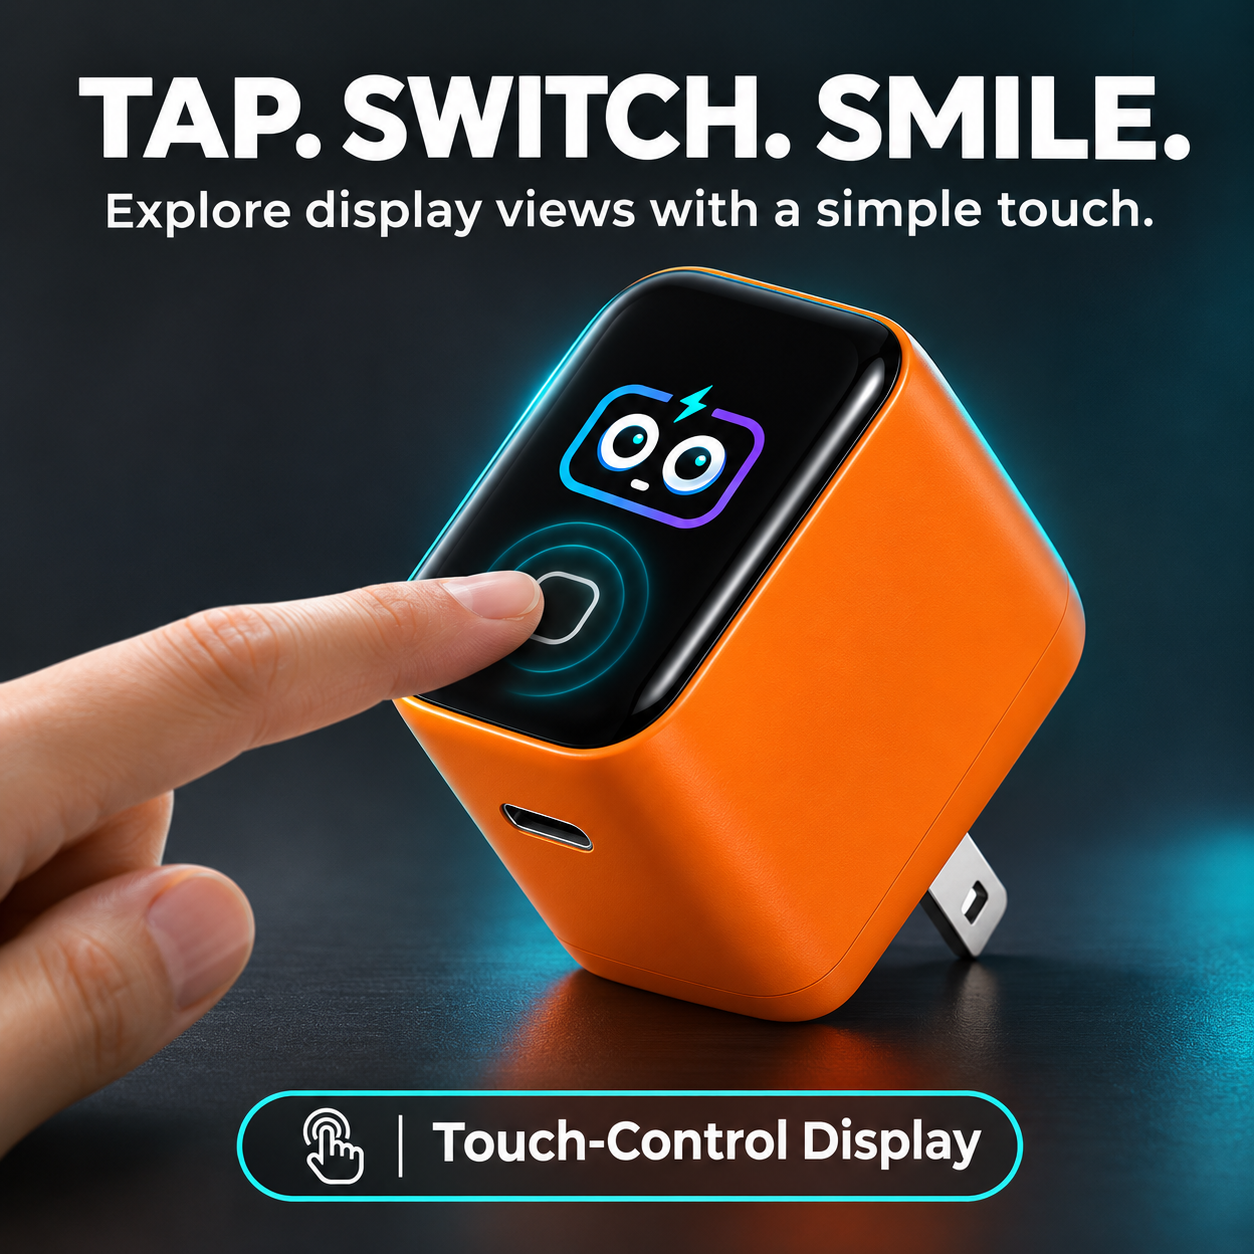 TAP. SWITCH. SMILE.
Explore display views with a simple touch.
Touch-Control Display